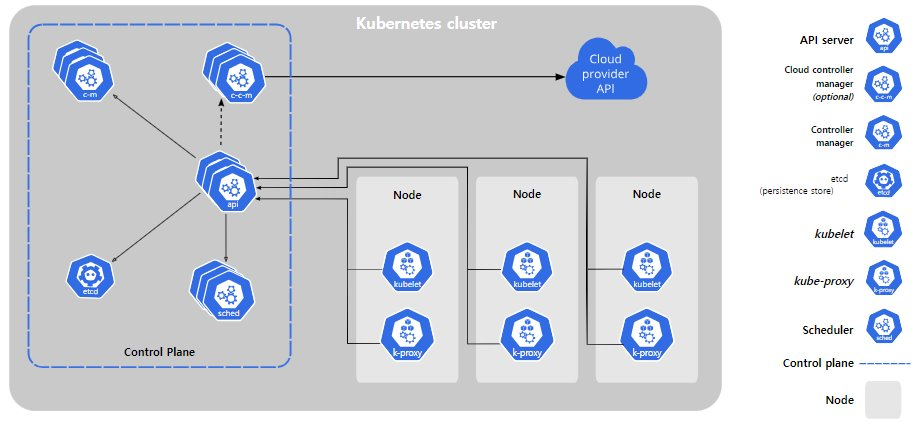 Kubernetes cluster
c-m
c-c-m
Cloud
provider
API
api
Node
Node
Node
etcd
sched
kubelet
kubelet
kubelet
k-proxy
k-proxy
k-proxy
Control Plane
API server
api
Cloud controller
manager
(optional)
c-c-m
Controller
manager
c-m
etcd
(persistence store)
etcd
kubelet
kubelet
kube-proxy
k-proxy
Scheduler
sched
Control plane
Node